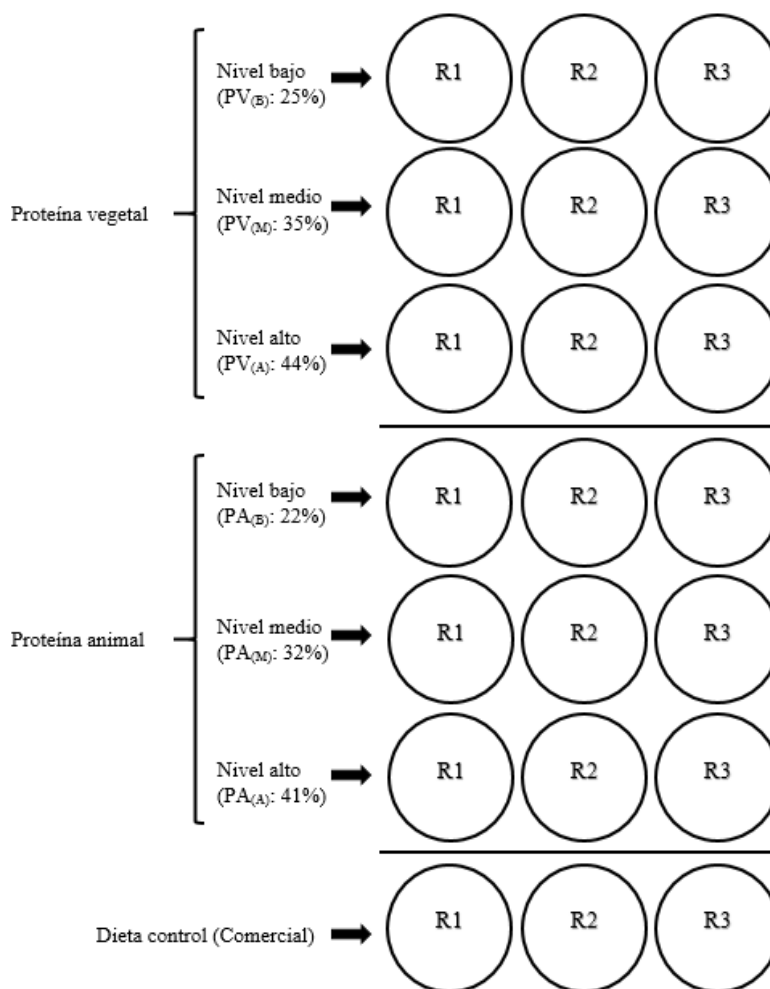 Nivel bajo
(PV(B): 25%)
R1 R2 R3
Proteína vegetal
Nivel medio
(PV(M): 35%)
R1 R2 R3
Nivel alto
(PV(A): 44%)
R1 R2 R3
Nivel bajo
(PA(B): 22%)
R1 R2 R3
Proteína animal
Nivel medio
(PA(M): 32%)
R1 R2 R3
Nivel alto
(PA(A): 41%)
R1 R2 R3
Dieta control (Comercial)
R1 R2 R3